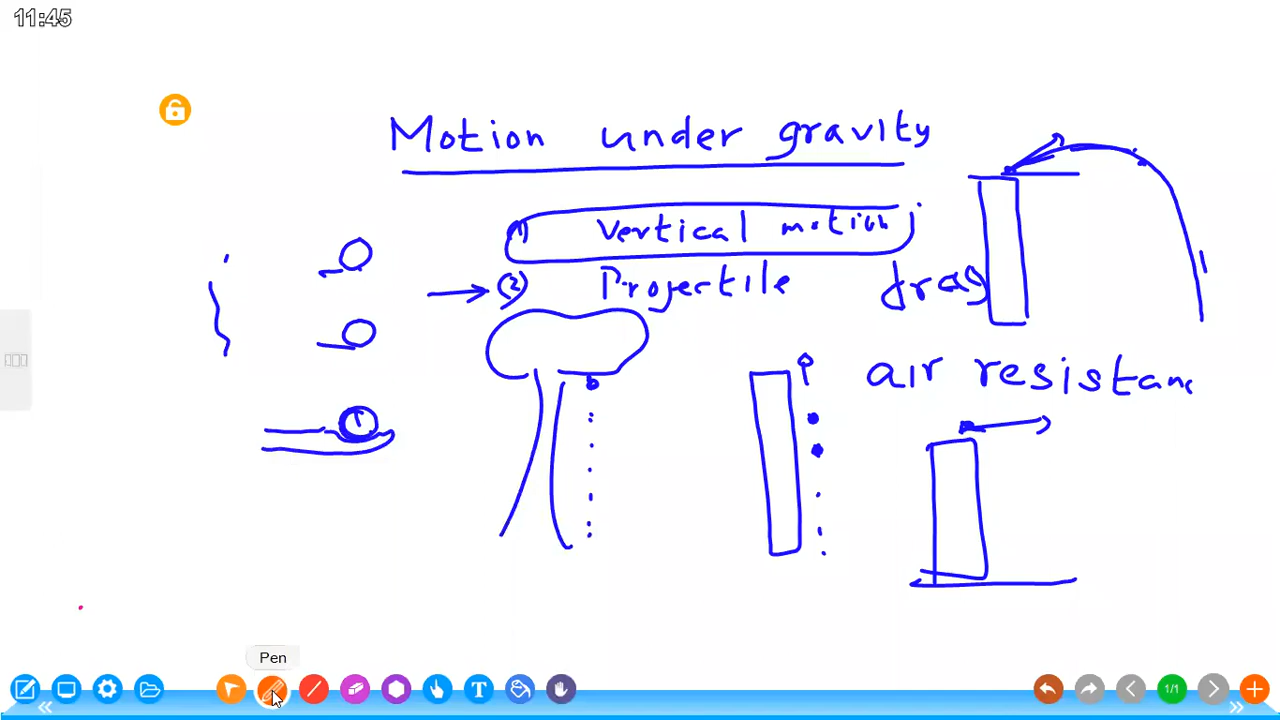 11:45
Motion under gravity
(1) Vertical motion
(2) Projectile drag
air resistanc
Pen
T
1/1